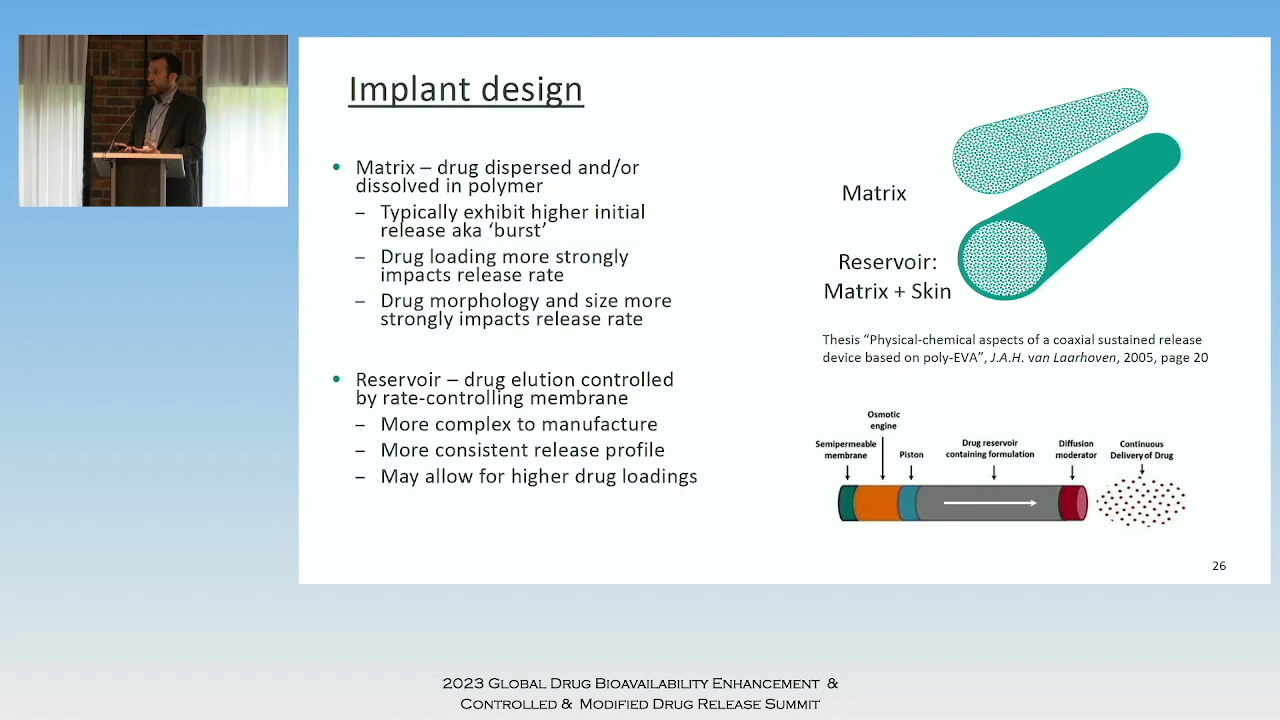 Implant design
• Matrix – drug dispersed and/or
dissolved in polymer
– Typically exhibit higher initial
release aka ‘burst’
– Drug loading more strongly
impacts release rate
– Drug morphology and size more
strongly impacts release rate
• Reservoir – drug elution controlled
by rate-controlling membrane
– More complex to manufacture
– More consistent release profile
– May allow for higher drug loadings
Matrix
Reservoir:
Matrix + Skin
Thesis “Physical-chemical aspects of a coaxial sustained release
device based on poly-EVA”, J.A.H. van Laarhoven, 2005, page 20
Osmotic
engine
Semipermeable
membrane
Piston
Drug reservoir
containing formulation
Diffusion
moderator
Continuous
Delivery of Drug
26
2023 Global Drug Bioavailability Enhancement &
Controlled & Modified Drug Release Summit